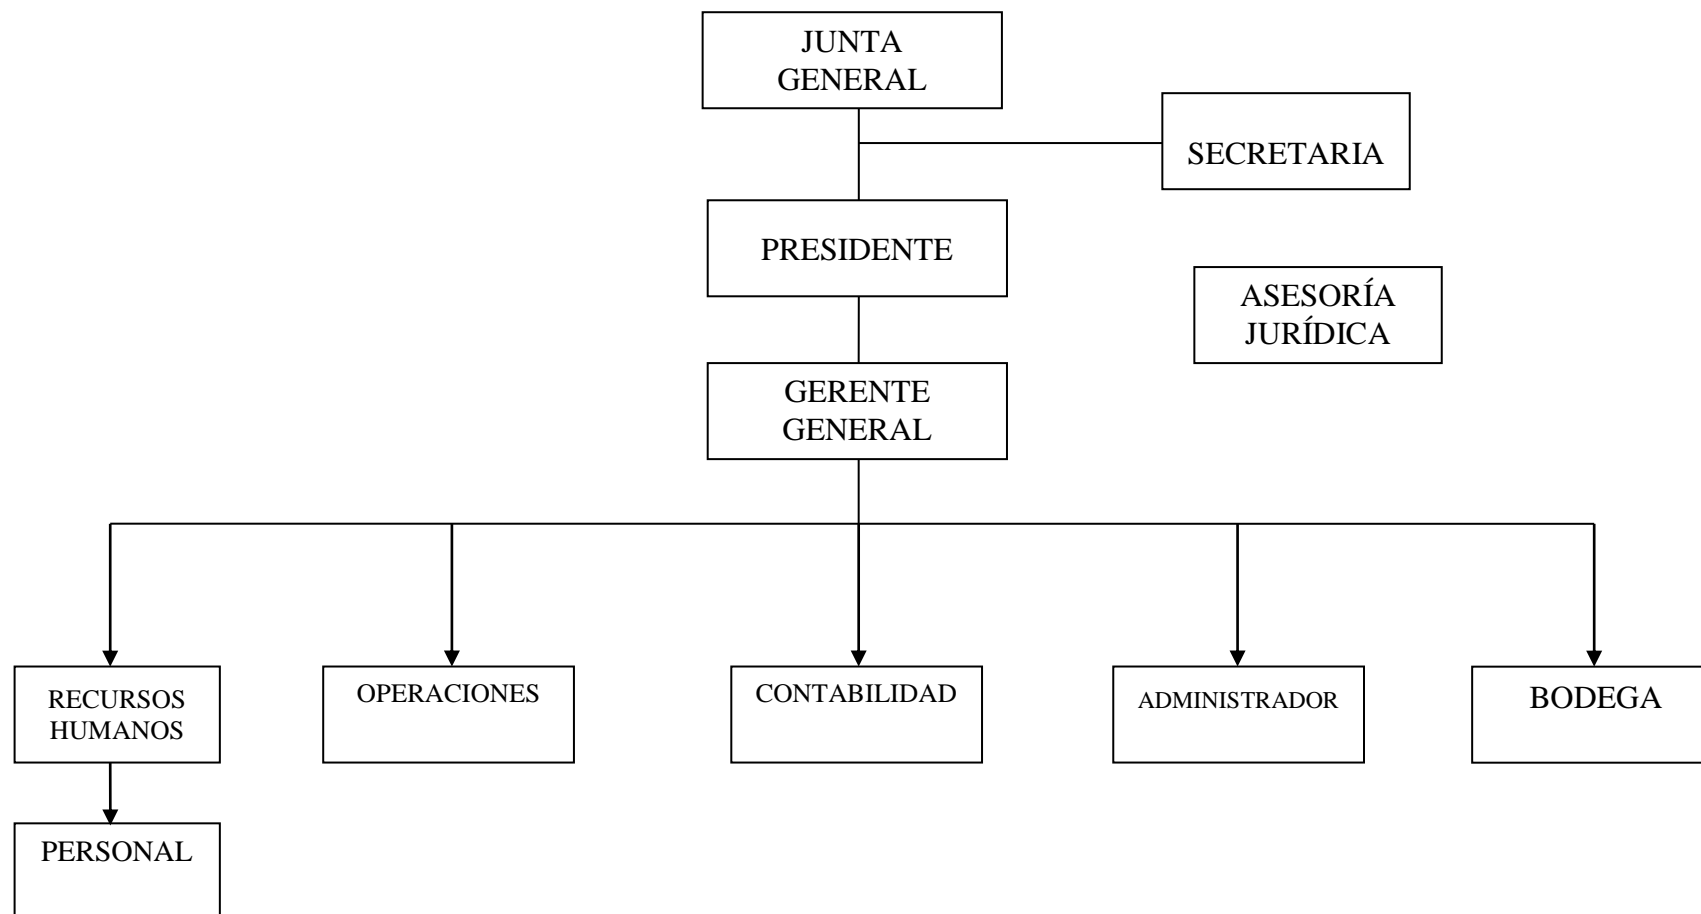 JUNTA
GENERAL
SECRETARIA
PRESIDENTE
ASESORÍA
JURÍDICA
GERENTE
GENERAL
RECURSOS
HUMANOS
OPERACIONES
CONTABILIDAD
ADMINISTRADOR
BODEGA
PERSONAL